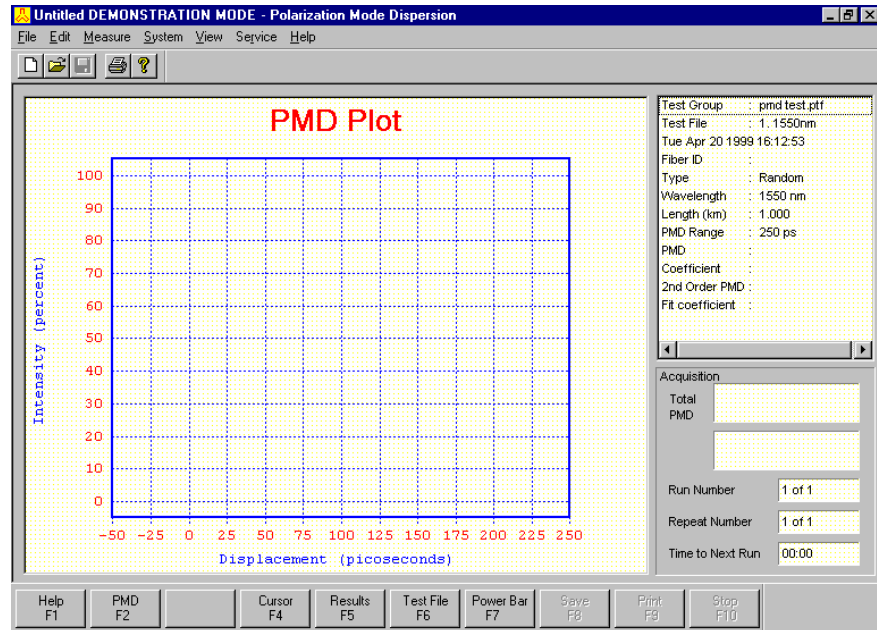 Untitled DEMONSTRATION MODE - Polarization Mode Dispersion
File Edit Measure System View Service Help
PMD Plot
Intensity (percent)
100
90
80
70
60
50
40
30
20
10
0
-50 -25 0 25 50 75 100 125 150 175 200 225 250
Displacement (picoseconds)
Test Group : pmd test.ptf
Test File : 1. 1550nm
Tue Apr 20 1999 16:12:53
Fiber ID :
Type : Random
Wavelength : 1550 nm
Length (km) : 1.000
PMD Range : 250 ps
PMD :
Coefficient :
2nd Order PMD :
Fit coefficient :
Acquisition
Total PMD
Run Number 1 of 1
Repeat Number 1 of 1
Time to Next Run 00:00
Help F1
PMD F2
Cursor F4
Results F5
Test File F6
Power Bar F7
Save F8
Print F9
Stop F10